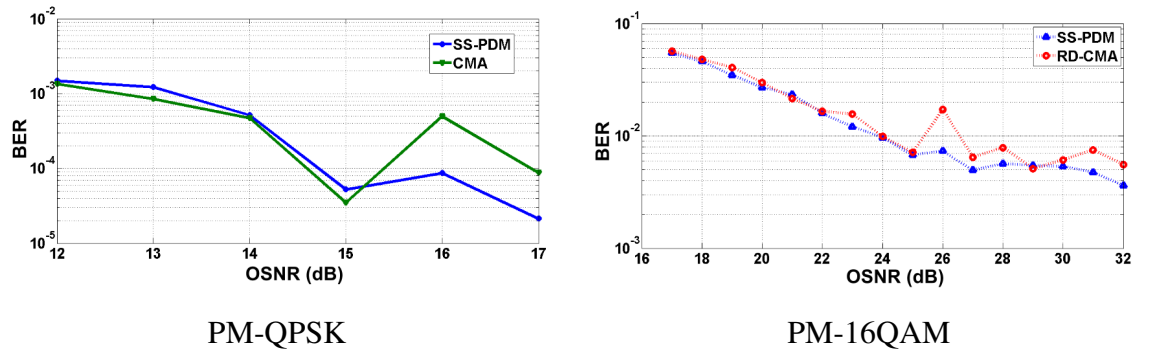 10-2
10-3
10-4
10-5
BER
SS-PDM
CMA
12 13 14 15 16 17
OSNR (dB)
PM-QPSK
10-1
10-2
10-3
BER
SS-PDM
RD-CMA
16 18 20 22 24 26 28 30 32
OSNR (dB)
PM-16QAM